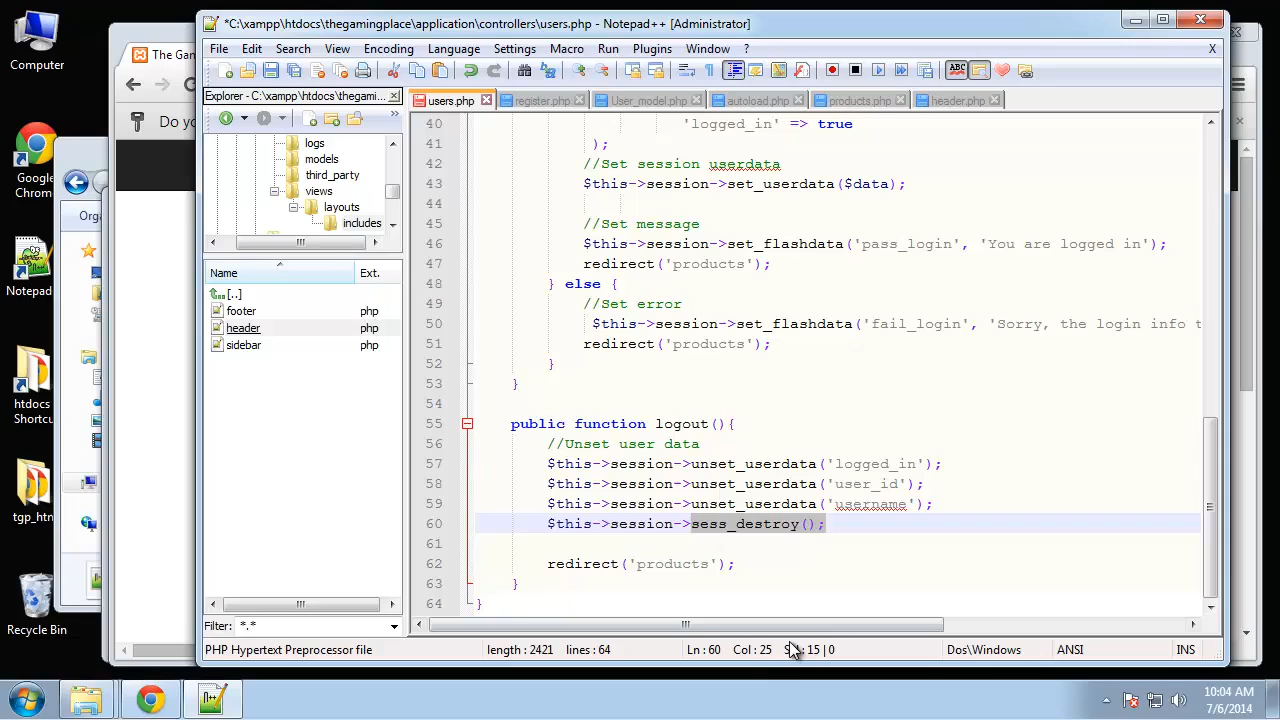 *C:\xampp\htdocs\thegamingplace\application\controllers\users.php - Notepad++ [Administrator]
File Edit Search View Encoding Language Settings Macro Run Plugins Window ? X
Computer
The Gam
Explorer - C:\xampp\htdocs\thegami...
users.php register.php User_model.php autoload.php products.php header.php
Do yo
Google
Chrom
Orga
logs
models
third_party
views
layouts
includes
Name Ext.
[..]
footer php
header php
sidebar php
Notepad
htdocs
Shortcu
tgp_htn
Recycle Bin
40 'logged_in' => true
41 );
42 //Set session userdata
43 $this->session->set_userdata($data);
44
45 //Set message
46 $this->session->set_flashdata('pass_login', 'You are logged in');
47 redirect('products');
48 } else {
49 //Set error
50 $this->session->set_flashdata('fail_login', 'Sorry, the login info t
51 redirect('products');
52 }
53 }
54
55 public function logout(){
56 //Unset user data
57 $this->session->unset_userdata('logged_in');
58 $this->session->unset_userdata('user_id');
59 $this->session->unset_userdata('username');
60 $this->session->sess_destroy();
61
62 redirect('products');
63 }
64 }
Filter: *.*
PHP Hypertext Preprocessor file length : 2421 lines : 64 Ln : 60 Col : 25 15 | 0 Dos\Windows ANSI INS
10:04 AM
7/6/2014